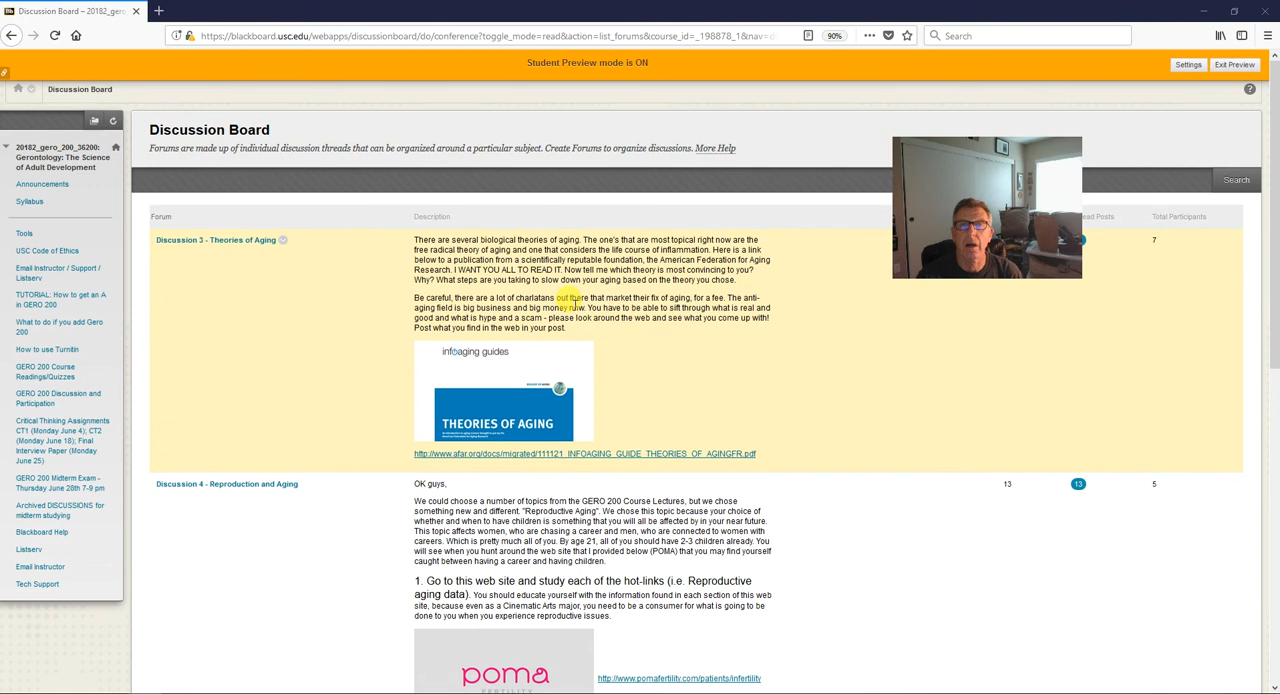 Discussion Board – 20182_gero_
https://blackboard.usc.edu/webapps/discussionboard/do/conference?toggle_mode=read&action=list_forums&course_id=_198878_1&nav=d
90%
Search
Student Preview mode is ON
Settings
Exit Preview
Discussion Board
20182_gero_200_36200:
Gerontology: The Science
of Adult Development
Announcements
Syllabus
Tools
USC Code of Ethics
Email Instructor / Support /
Listserv
TUTORIAL: How to get an A
in GERO 200
What to do if you add Gero
200
How to use Turnitin
GERO 200 Course
Readings/Quizzes
GERO 200 Discussion and
Participation
Critical Thinking Assignments
CT1 (Monday June 4); CT2
(Monday June 18); Final
Interview Paper (Monday
June 25)
GERO 200 Midterm Exam -
Thursday June 28th 7-9 pm
Archived DISCUSSIONS for
midterm studying
Blackboard Help
Listserv
Email Instructor
Tech Support
Discussion Board
Forums are made up of individual discussion threads that can be organized around a particular subject. Create Forums to organize discussions. More Help
Search
Forum
Description
Posts
Total Participants
Discussion 3 - Theories of Aging
There are several biological theories of aging. The one's that are most topical right now are the
free radical theory of aging and one that considers the life course of inflammation. Here is a link
below to a publication from a scientifically reputable foundation, the American Federation for Aging
Research. I WANT YOU ALL TO READ IT. Now tell me which theory is most convincing to you?
Why? What steps are you taking to slow down your aging based on the theory you chose.
Be careful, there are a lot of charlatans out there that market their fix of aging, for a fee. The anti-
aging field is big business and big money now. You have to be able to sift through what is real and
good and what is hype and a scam - please look around the web and see what you come up with!
Post what you find in the web in your post.
7
infoaging guides
THEORIES OF AGING
http://www.afar.org/docs/migrated/111121_INFOAGING_GUIDE_THEORIES_OF_AGINGFR.pdf
Discussion 4 - Reproduction and Aging
OK guys,
13
13
5
We could choose a number of topics from the GERO 200 Course Lectures, but we chose
something new and different. "Reproductive Aging". We chose this topic because your choice of
whether and when to have children is something that you will all be affected by in your near future.
This topic affects women, who are chasing a career and men, who are connected to women with
careers. Which is pretty much all of you. By age 21, all of you should have 2-3 children already. You
will see when you hunt around the web site that I provided below (POMA) that you may find yourself
caught between having a career and having children.
1. Go to this web site and study each of the hot-links (i.e. Reproductive
aging data). You should educate yourself with the information found in each section of this web
site, because even as a Cinematic Arts major, you need to be a consumer for what is going to be
done to you when you experience reproductive issues.
poma
FERTILITY
http://www.pomafertility.com/patients/infertility